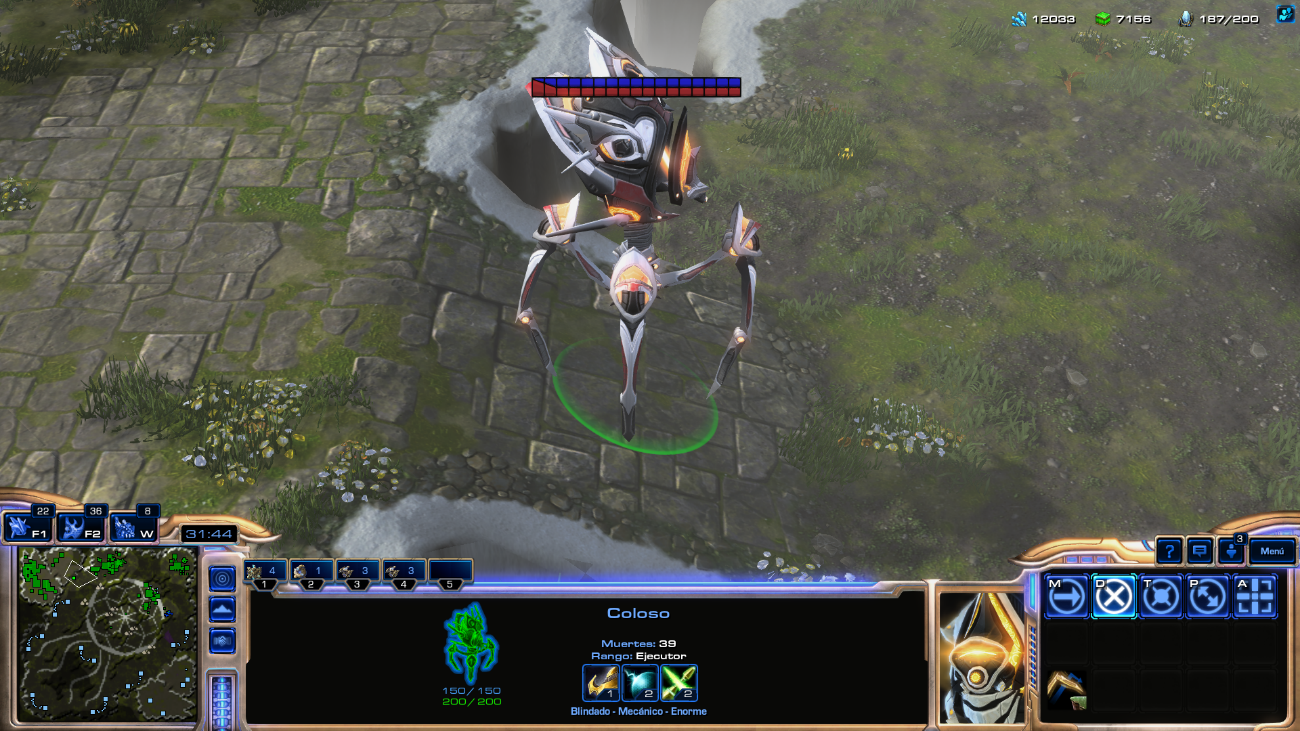 12033 7156 187/200
22 36 8
F1 F2 W
31:44
3
? Menú
4 1 3 3
1 2 3 4 5
M D T P A
Coloso
Muertes: 39
Rango: Ejecutor
150/150
200/200
1 2 2
Blindado - Mecánico - Enorme